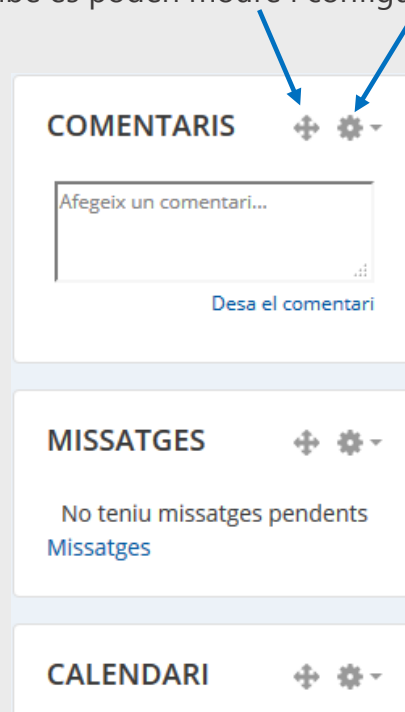 es poden moure i
COMENTARIS
Afegeix un comentari...
Desa el comentari
MISSATGES
No teniu missatges pendents
Missatges
CALENDARI